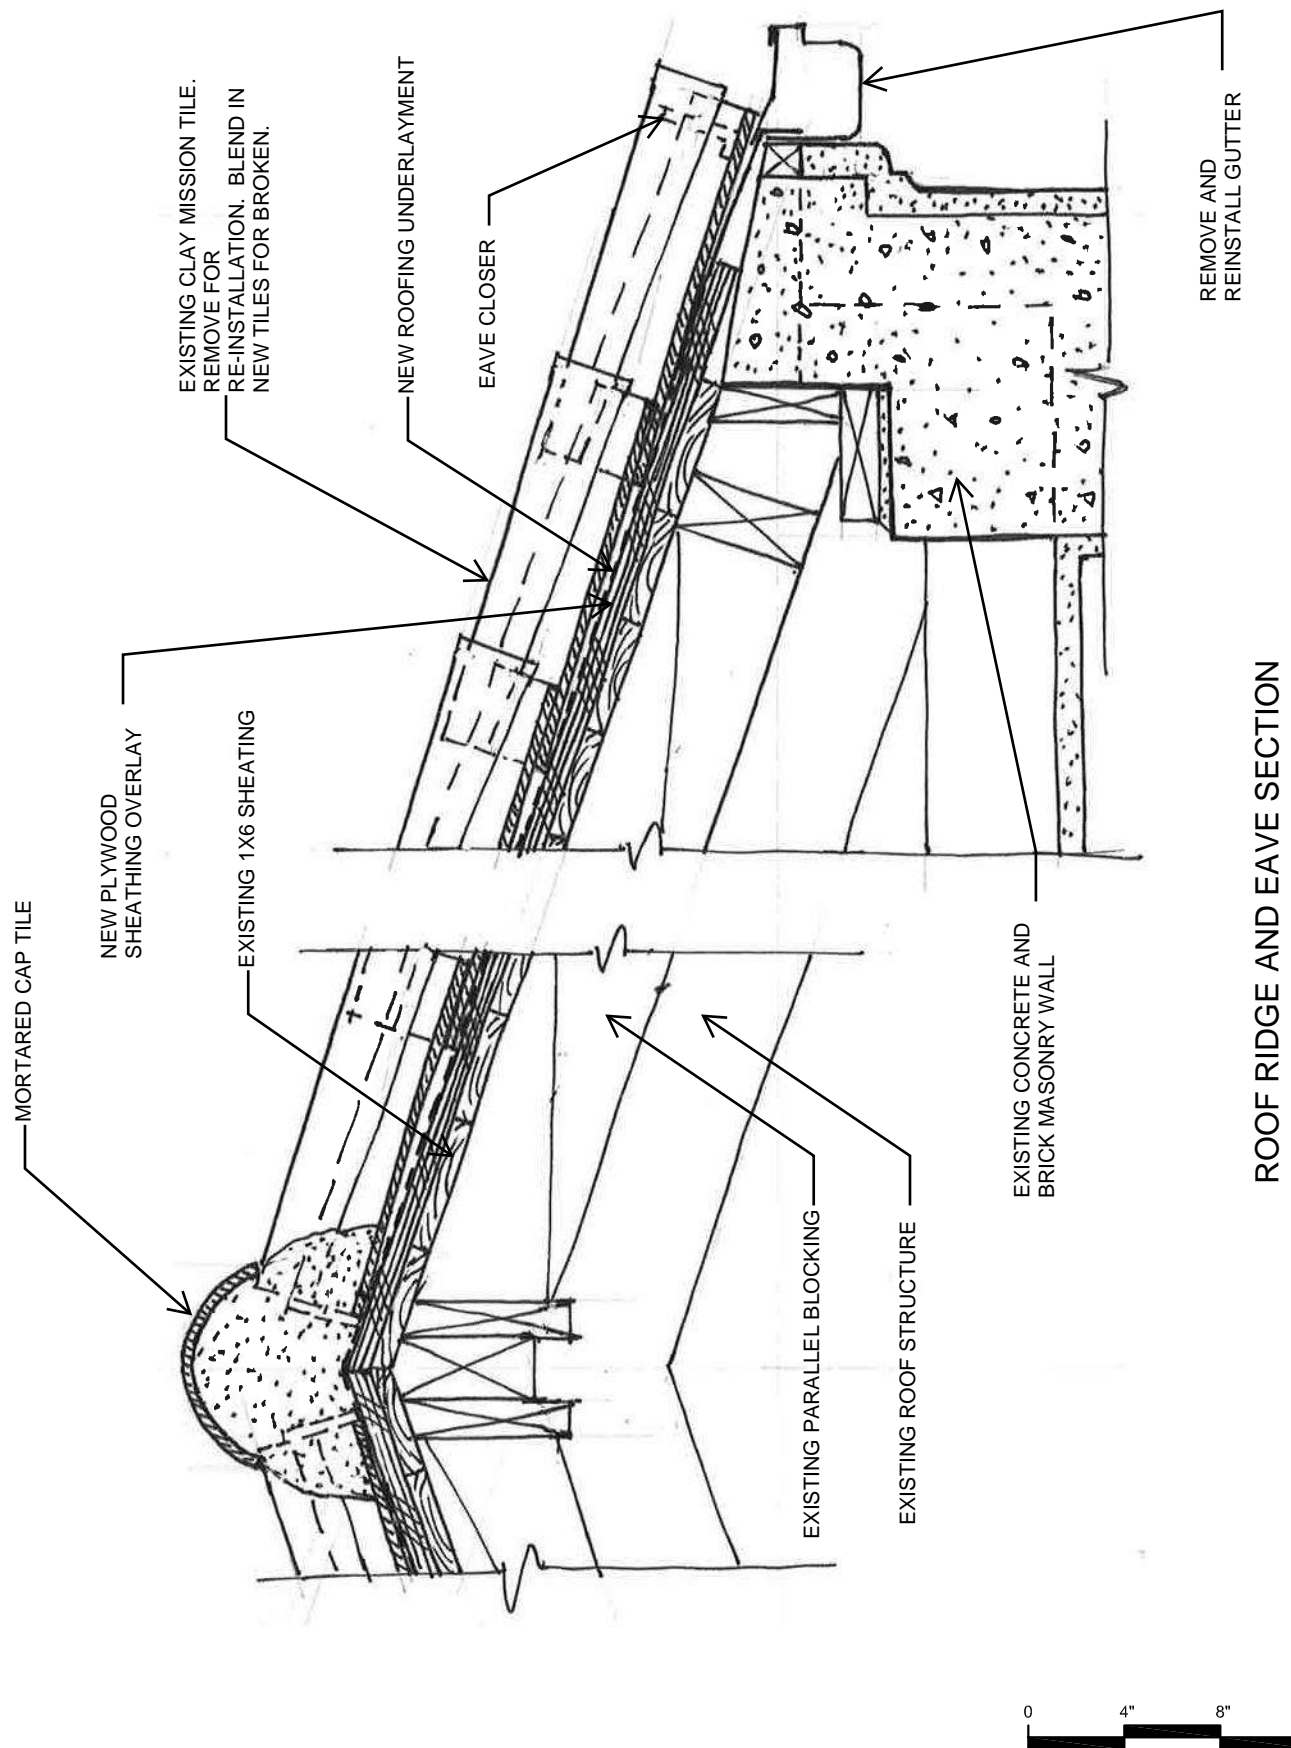 MORTARED CAP TILE
NEW PLYWOOD
SHEATHING OVERLAY
EXISTING 1X6 SHEATING
EXISTING CLAY MISSION TILE.
REMOVE FOR
RE-INSTALLATION. BLEND IN
NEW TILES FOR BROKEN.
NEW ROOFING UNDERLAYMENT
EAVE CLOSER
EXISTING PARALLEL BLOCKING
EXISTING ROOF STRUCTURE
EXISTING CONCRETE AND
BRICK MASONRY WALL
REMOVE AND
REINSTALL GUTTER
ROOF RIDGE AND EAVE SECTION
0 4" 8"